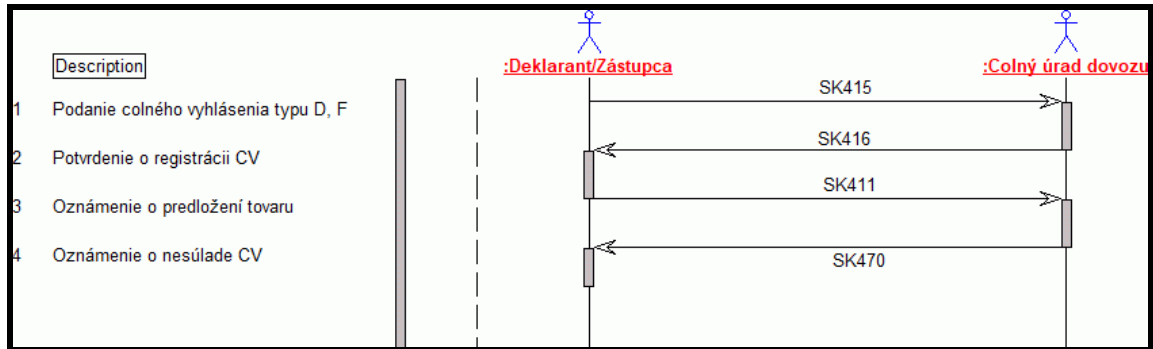 Description
:Deklarant/Zástupca
:Colný úrad dovozu
1 Podanie colného vyhlásenia typu D, F
SK415
2 Potvrdenie o registrácii CV
SK416
3 Oznámenie o predložení tovaru
SK411
4 Oznámenie o nesúlade CV
SK470